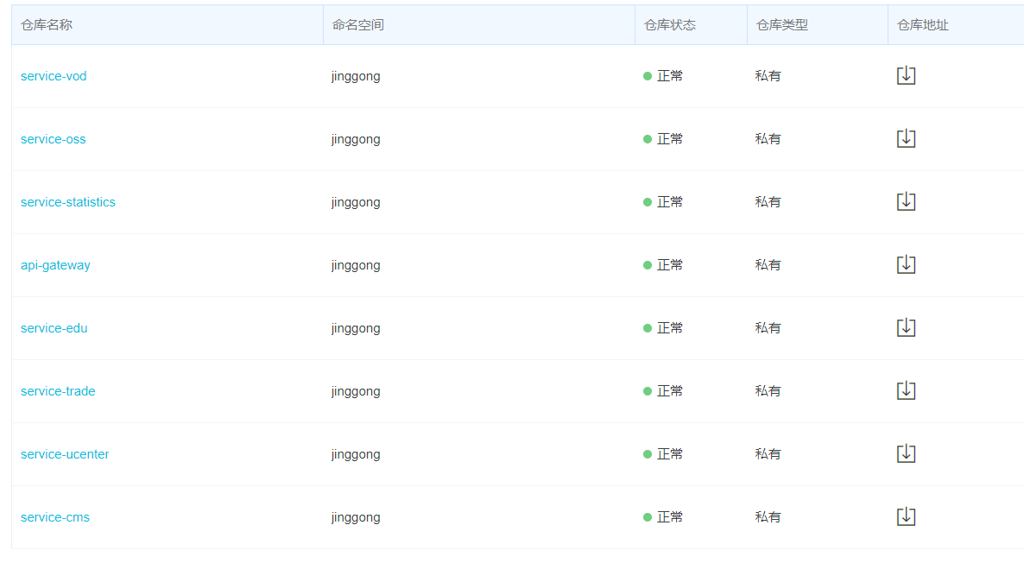 仓库名称 命名空间 仓库状态 仓库类型 仓库地址
service-vod jinggong 正常 私有
service-oss jinggong 正常 私有
service-statistics jinggong 正常 私有
api-gateway jinggong 正常 私有
service-edu jinggong 正常 私有
service-trade jinggong 正常 私有
service-ucenter jinggong 正常 私有
service-cms jinggong 正常 私有